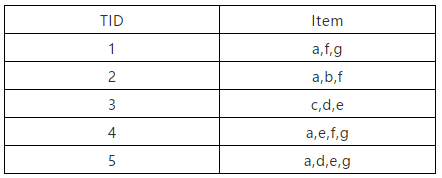 TID Item
1 a,f,g
2 a,b,f
3 c,d,e
4 a,e,f,g
5 a,d,e,g